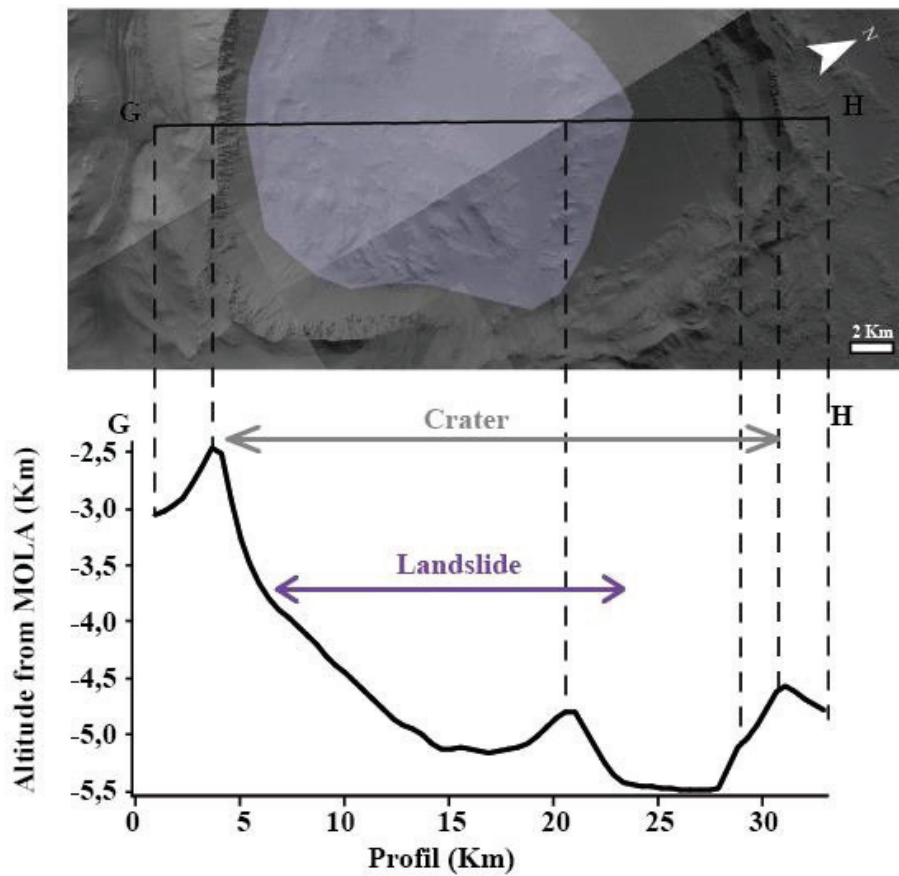 N
G
H
2 Km
G
H
Crater
Landslide
Altitude from MOLA (Km)
-2,5
-3,0
-3,5
-4,0
-4,5
-5,0
-5,5
0 5 10 15 20 25 30
Profil (Km)